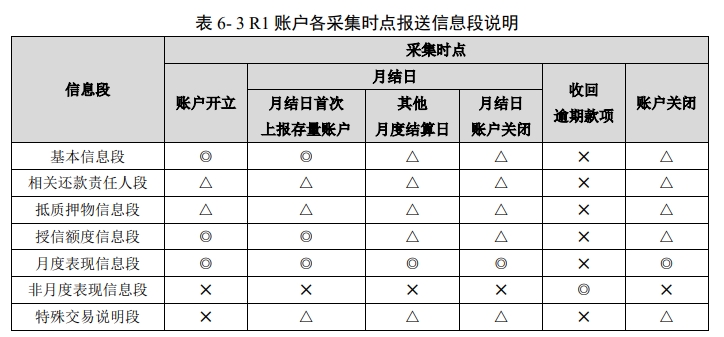 表 6- 3 R1 账户各采集时点报送信息段说明
信息段 采集时点
账户开立 月结日 收回逾期款项 账户关闭
月结日首次上报存量账户 其他月度结算日 月结日账户关闭
基本信息段 ◎ ◎ △ △ × △
相关还款责任人段 △ △ △ △ × △
抵质押物信息段 △ △ △ △ × △
授信额度信息段 ◎ ◎ △ △ × △
月度表现信息段 ◎ ◎ ◎ ◎ × ◎
非月度表现信息段 × × × × ◎ ×
特殊交易说明段 × △ △ △ × △